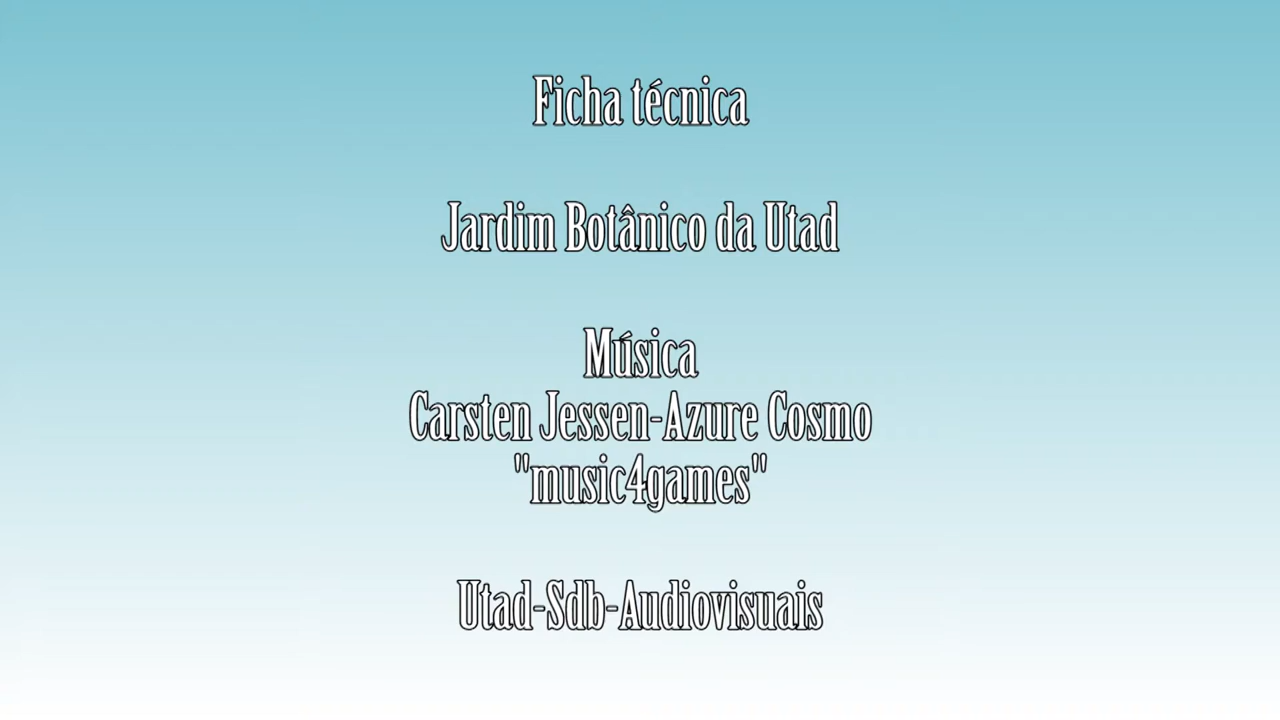 Ficha técnica
Jardim Botânico da Utad
Música
Carsten Jessen-Azure Cosmo
"music4games"
Utad-Sdb-Audiovisuais